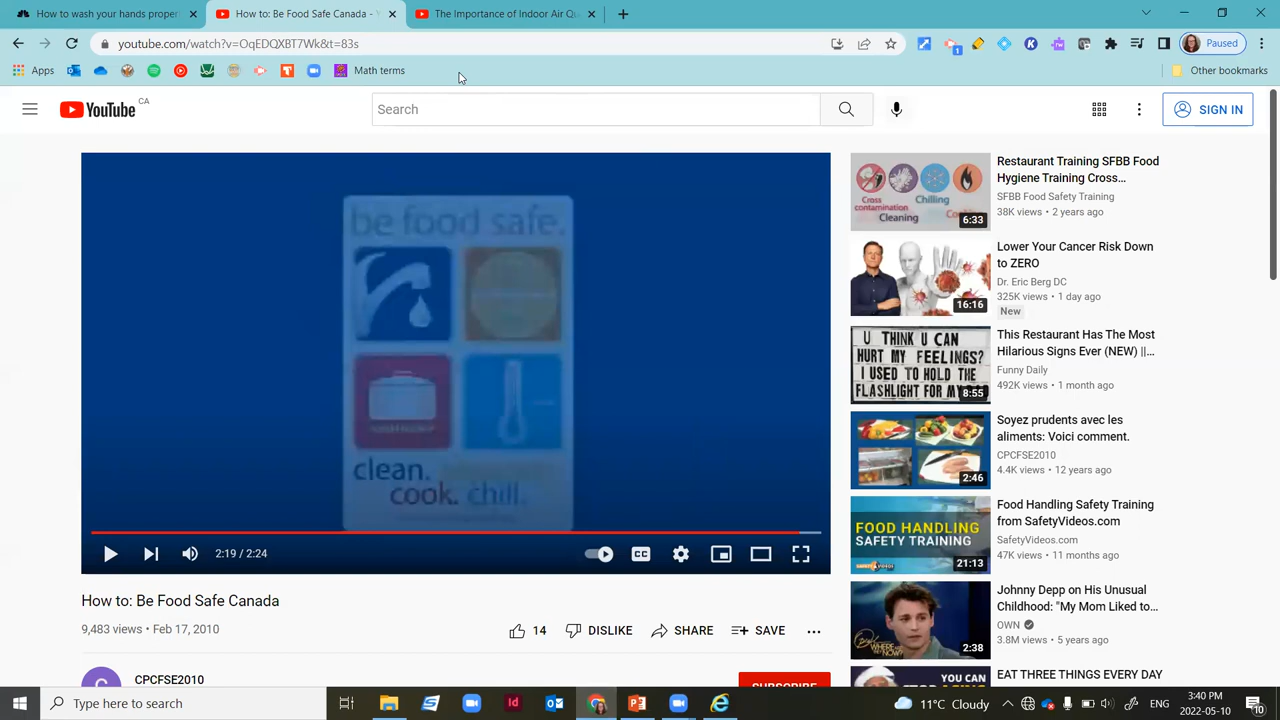 How to wash your hands proper
How to: Be Food Safe Canada - Y
The Importance of Indoor Air Qu
youtube.com/watch?v=OqEDQXBT7Wk&t=83s
Paused
Apps
Math terms
Other bookmarks
YouTube CA
Search
SIGN IN
be food safe
clean.
cook. chill
2:19 / 2:24
CC
How to: Be Food Safe Canada
9,483 views • Feb 17, 2010
14 DISLIKE SHARE SAVE
CPCFSE2010
SUBSCRIBE
Cross contamination
Chilling
Cleaning
6:33
Restaurant Training SFBB Food
Hygiene Training Cross…
SFBB Food Safety Training
38K views • 2 years ago
16:16
Lower Your Cancer Risk Down
to ZERO
Dr. Eric Berg DC
325K views • 1 day ago
New
U THINK U CAN
HURT MY FEELINGS?
I USED TO HOLD THE
FLASHLIGHT FOR MY
8:55
This Restaurant Has The Most
Hilarious Signs Ever (NEW) ||…
Funny Daily
492K views • 1 month ago
2:46
Soyez prudents avec les
aliments: Voici comment.
CPCFSE2010
4.4K views • 12 years ago
FOOD HANDLING
SAFETY TRAINING
21:13
Food Handling Safety Training
from SafetyVideos.com
SafetyVideos.com
47K views • 11 months ago
2:38
Johnny Depp on His Unusual
Childhood: "My Mom Liked to…
OWN
3.8M views • 5 years ago
YOU CAN
EAT THREE THINGS EVERY DAY
Type here to search
11°C Cloudy
ENG
3:40 PM
2022-05-10